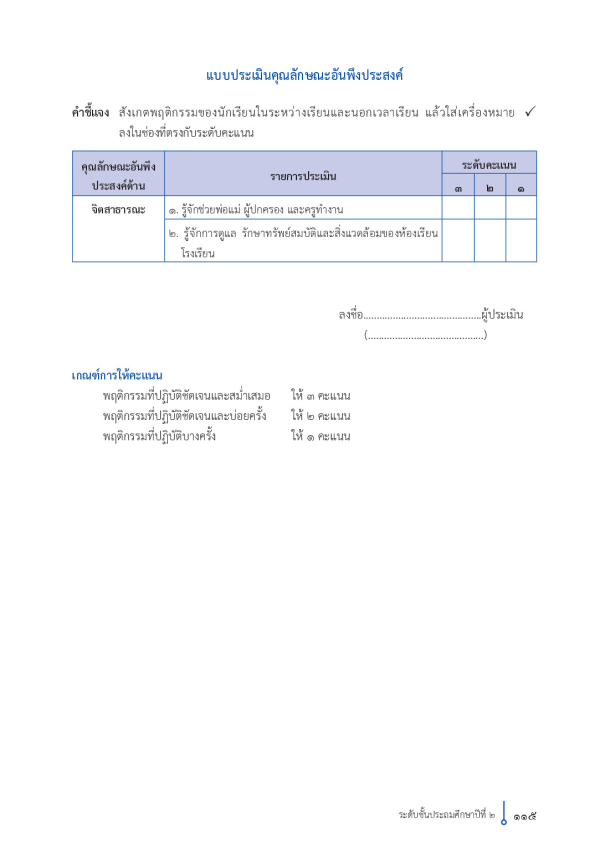 แบบประเมินคุณลักษณะอันพึงประสงค์
คำชี้แจง สังเกตพฤติกรรมของนักเรียนในระหว่างเรียนและนอกเวลาเรียน แล้วใส่เครื่องหมาย ✓
ลงในช่องที่ตรงกับระดับคะแนน
คุณลักษณะอันพึง
ประสงค์ด้าน
รายการประเมิน
ระดับคะแนน
๓ ๒ ๑
จิตสาธารณะ
๑. รู้จักช่วยพ่อแม่ ผู้ปกครอง และครูทำงาน
๒. รู้จักการดูแล รักษาทรัพย์สมบัติและสิ่งแวดล้อมของห้องเรียน
โรงเรียน
ลงชื่อ............................................ผู้ประเมิน
(...........................................)
เกณฑ์การให้คะแนน
พฤติกรรมที่ปฏิบัติชัดเจนและสม่ำเสมอ ให้ ๓ คะแนน
พฤติกรรมที่ปฏิบัติชัดเจนและบ่อยครั้ง ให้ ๒ คะแนน
พฤติกรรมที่ปฏิบัติบางครั้ง ให้ ๑ คะแนน
ระดับชั้นประถมศึกษาปีที่ ๒ ๑๑๕